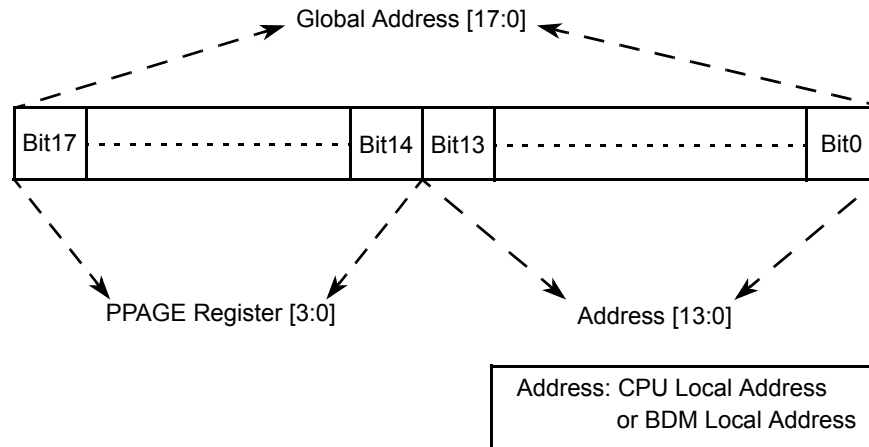 Global Address [17:0]
Bit17 Bit14 Bit13 Bit0
PPAGE Register [3:0] Address [13:0]
Address: CPU Local Address
or BDM Local Address